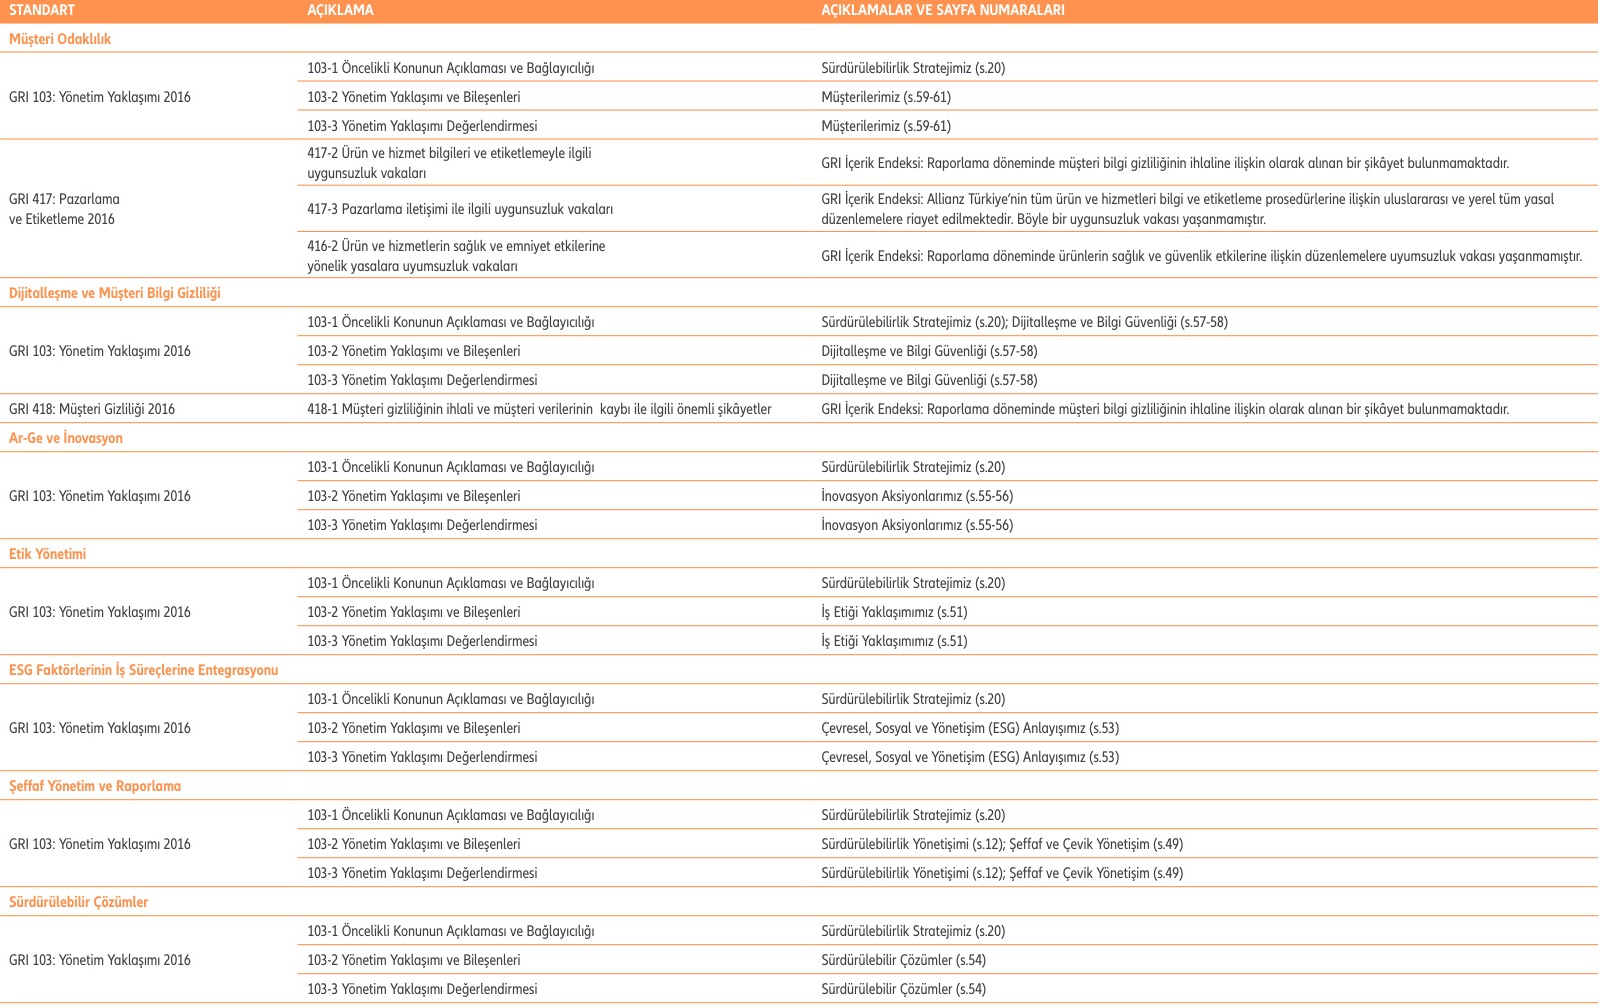 STANDART AÇIKLAMA AÇIKLAMALAR VE SAYFA NUMARALARI
Müşteri Odaklılık
GRI 103: Yönetim Yaklaşımı 2016
103-1 Öncelikli Konunun Açıklaması ve Bağlayıcılığı Sürdürülebilirlik Stratejimiz (s.20)
103-2 Yönetim Yaklaşımı ve Bileşenleri Müşterilerimiz (s.59-61)
103-3 Yönetim Yaklaşımı Değerlendirmesi Müşterilerimiz (s.59-61)
GRI 417: Pazarlama
ve Etiketleme 2016
417-2 Ürün ve hizmet bilgileri ve etiketlemeyle ilgili
uygunsuzluk vakaları
GRI İçerik Endeksi: Raporlama döneminde müşteri bilgi gizliliğinin ihlaline ilişkin olarak alınan bir şikâyet bulunmamaktadır.
417-3 Pazarlama iletişimi ile ilgili uygunsuzluk vakaları
GRI İçerik Endeksi: Allianz Türkiye’nin tüm ürün ve hizmetleri bilgi ve etiketleme prosedürlerine ilişkin uluslararası ve yerel tüm yasal
düzenlemelere riayet edilmektedir. Böyle bir uygunsuzluk vakası yaşanmamıştır.
416-2 Ürün ve hizmetlerin sağlık ve emniyet etkilerine
yönelik yasalara uyumsuzluk vakaları
GRI İçerik Endeksi: Raporlama döneminde ürünlerin sağlık ve güvenlik etkilerine ilişkin düzenlemelere uyumsuzluk vakası yaşanmamıştır.
Dijitalleşme ve Müşteri Bilgi Gizliliği
GRI 103: Yönetim Yaklaşımı 2016
103-1 Öncelikli Konunun Açıklaması ve Bağlayıcılığı Sürdürülebilirlik Stratejimiz (s.20); Dijitalleşme ve Bilgi Güvenliği (s.57-58)
103-2 Yönetim Yaklaşımı ve Bileşenleri Dijitalleşme ve Bilgi Güvenliği (s.57-58)
103-3 Yönetim Yaklaşımı Değerlendirmesi Dijitalleşme ve Bilgi Güvenliği (s.57-58)
GRI 418: Müşteri Gizliliği 2016 418-1 Müşteri gizliliğinin ihlali ve müşteri verilerinin kaybı ile ilgili önemli şikâyetler GRI İçerik Endeksi: Raporlama döneminde müşteri bilgi gizliliğinin ihlaline ilişkin olarak alınan bir şikâyet bulunmamaktadır.
Ar-Ge ve İnovasyon
GRI 103: Yönetim Yaklaşımı 2016
103-1 Öncelikli Konunun Açıklaması ve Bağlayıcılığı Sürdürülebilirlik Stratejimiz (s.20)
103-2 Yönetim Yaklaşımı ve Bileşenleri İnovasyon Aksiyonlarımız (s.55-56)
103-3 Yönetim Yaklaşımı Değerlendirmesi İnovasyon Aksiyonlarımız (s.55-56)
Etik Yönetimi
GRI 103: Yönetim Yaklaşımı 2016
103-1 Öncelikli Konunun Açıklaması ve Bağlayıcılığı Sürdürülebilirlik Stratejimiz (s.20)
103-2 Yönetim Yaklaşımı ve Bileşenleri İş Etiği Yaklaşımımız (s.51)
103-3 Yönetim Yaklaşımı Değerlendirmesi İş Etiği Yaklaşımımız (s.51)
ESG Faktörlerinin İş Süreçlerine Entegrasyonu
GRI 103: Yönetim Yaklaşımı 2016
103-1 Öncelikli Konunun Açıklaması ve Bağlayıcılığı Sürdürülebilirlik Stratejimiz (s.20)
103-2 Yönetim Yaklaşımı ve Bileşenleri Çevresel, Sosyal ve Yönetişim (ESG) Anlayışımız (s.53)
103-3 Yönetim Yaklaşımı Değerlendirmesi Çevresel, Sosyal ve Yönetişim (ESG) Anlayışımız (s.53)
Şeffaf Yönetim ve Raporlama
GRI 103: Yönetim Yaklaşımı 2016
103-1 Öncelikli Konunun Açıklaması ve Bağlayıcılığı Sürdürülebilirlik Stratejimiz (s.20)
103-2 Yönetim Yaklaşımı ve Bileşenleri Sürdürülebilirlik Yönetişimi (s.12); Şeffaf ve Çevik Yönetişim (s.49)
103-3 Yönetim Yaklaşımı Değerlendirmesi Sürdürülebilirlik Yönetişimi (s.12); Şeffaf ve Çevik Yönetişim (s.49)
Sürdürülebilir Çözümler
GRI 103: Yönetim Yaklaşımı 2016
103-1 Öncelikli Konunun Açıklaması ve Bağlayıcılığı Sürdürülebilirlik Stratejimiz (s.20)
103-2 Yönetim Yaklaşımı ve Bileşenleri Sürdürülebilir Çözümler (s.54)
103-3 Yönetim Yaklaşımı Değerlendirmesi Sürdürülebilir Çözümler (s.54)